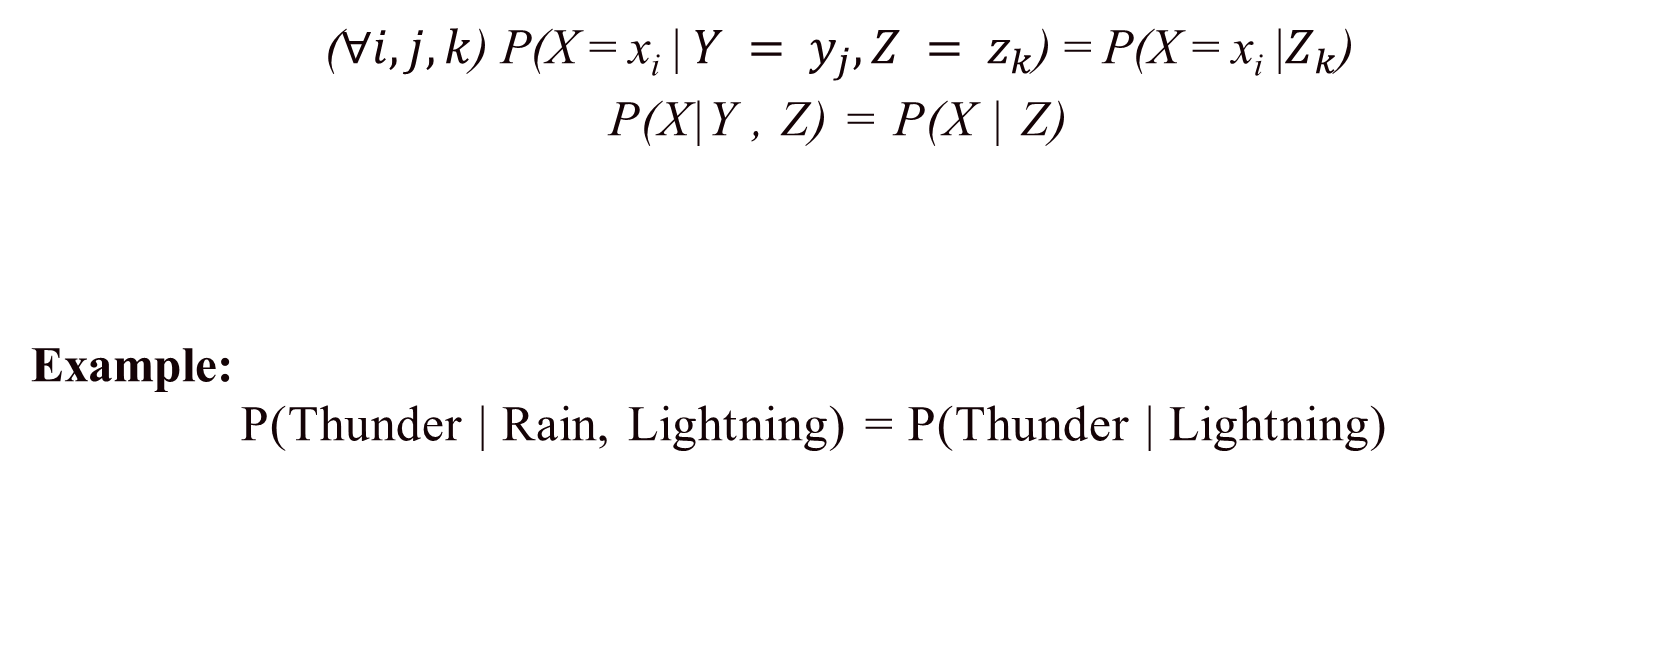 (∀i, j, k) P(X = xᵢ | Y = yⱼ, Z = zₖ) = P(X = xᵢ |Zₖ)
P(X| Y , Z) = P(X | Z)
Example:
P(Thunder | Rain, Lightning) = P(Thunder | Lightning)